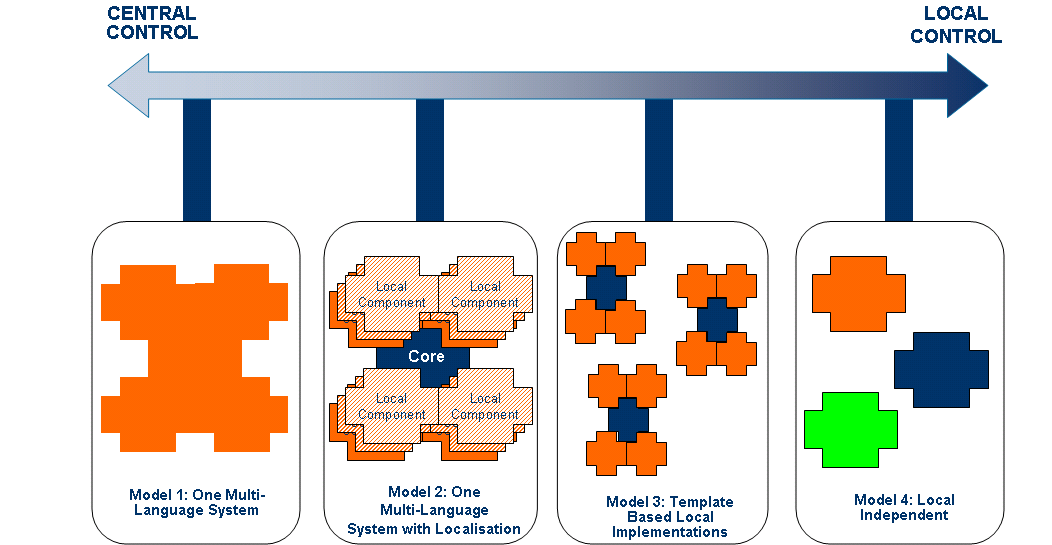 CENTRAL
CONTROL
LOCAL
CONTROL
Local
Component
Local
Component
Core
Local
Component
Local
Component
Model 1: One Multi-
Language System
Model 2: One
Multi-Language
System with Localisation
Model 3: Template
Based Local
Implementations
Model 4: Local
Independent